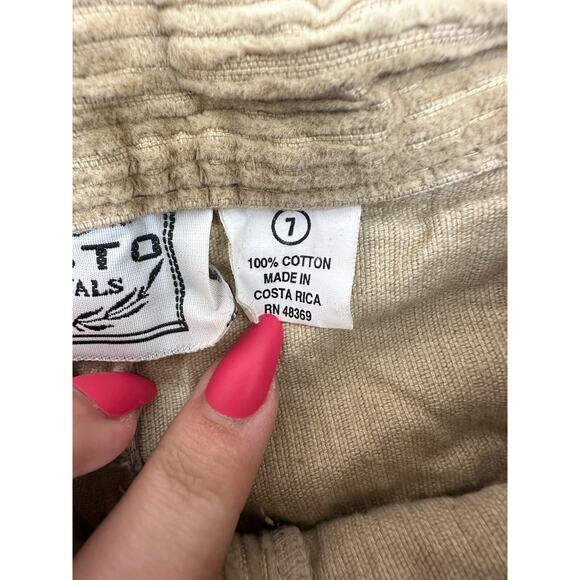 7
100% COTTON
MADE IN
COSTA RICA
RN 48369